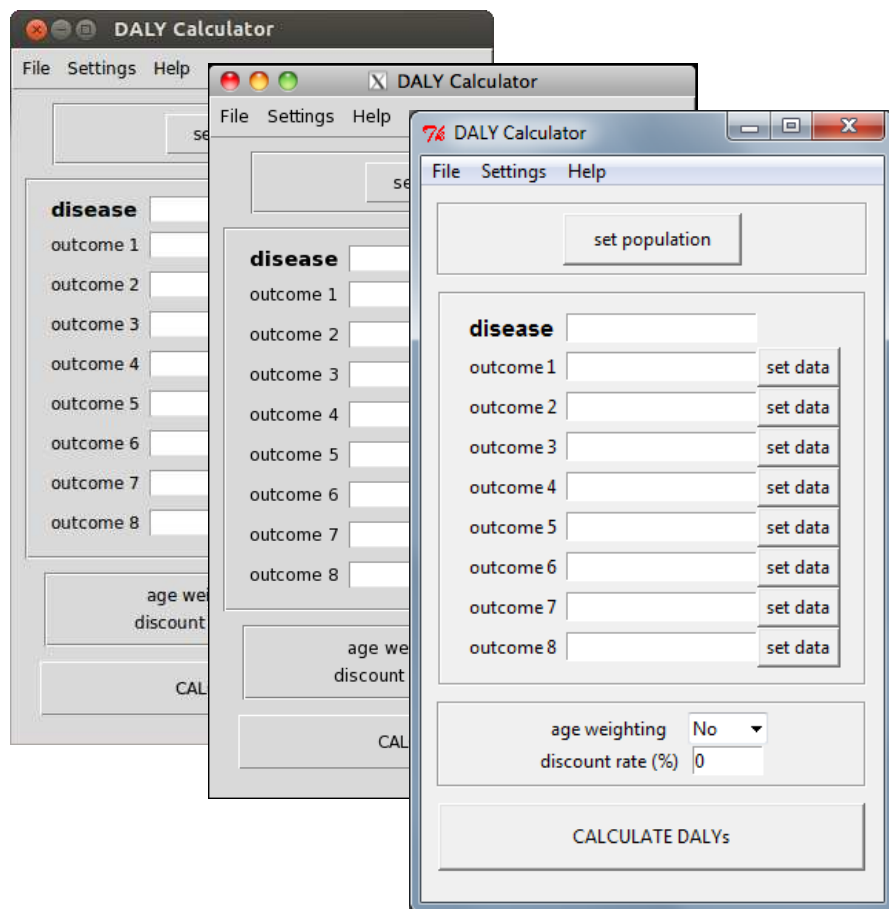 DALY Calculator
File Settings Help
se
disease
outcome 1
outcome 2
outcome 3
outcome 4
outcome 5
outcome 6
outcome 7
outcome 8
age wei
discount
CAL
X DALY Calculator
File Settings Help
se
disease
outcome 1
outcome 2
outcome 3
outcome 4
outcome 5
outcome 6
outcome 7
outcome 8
age we
discount
CAL
DALY Calculator
File Settings Help
set population
disease
outcome 1 set data
outcome 2 set data
outcome 3 set data
outcome 4 set data
outcome 5 set data
outcome 6 set data
outcome 7 set data
outcome 8 set data
age weighting No
discount rate (%) 0
CALCULATE DALYs